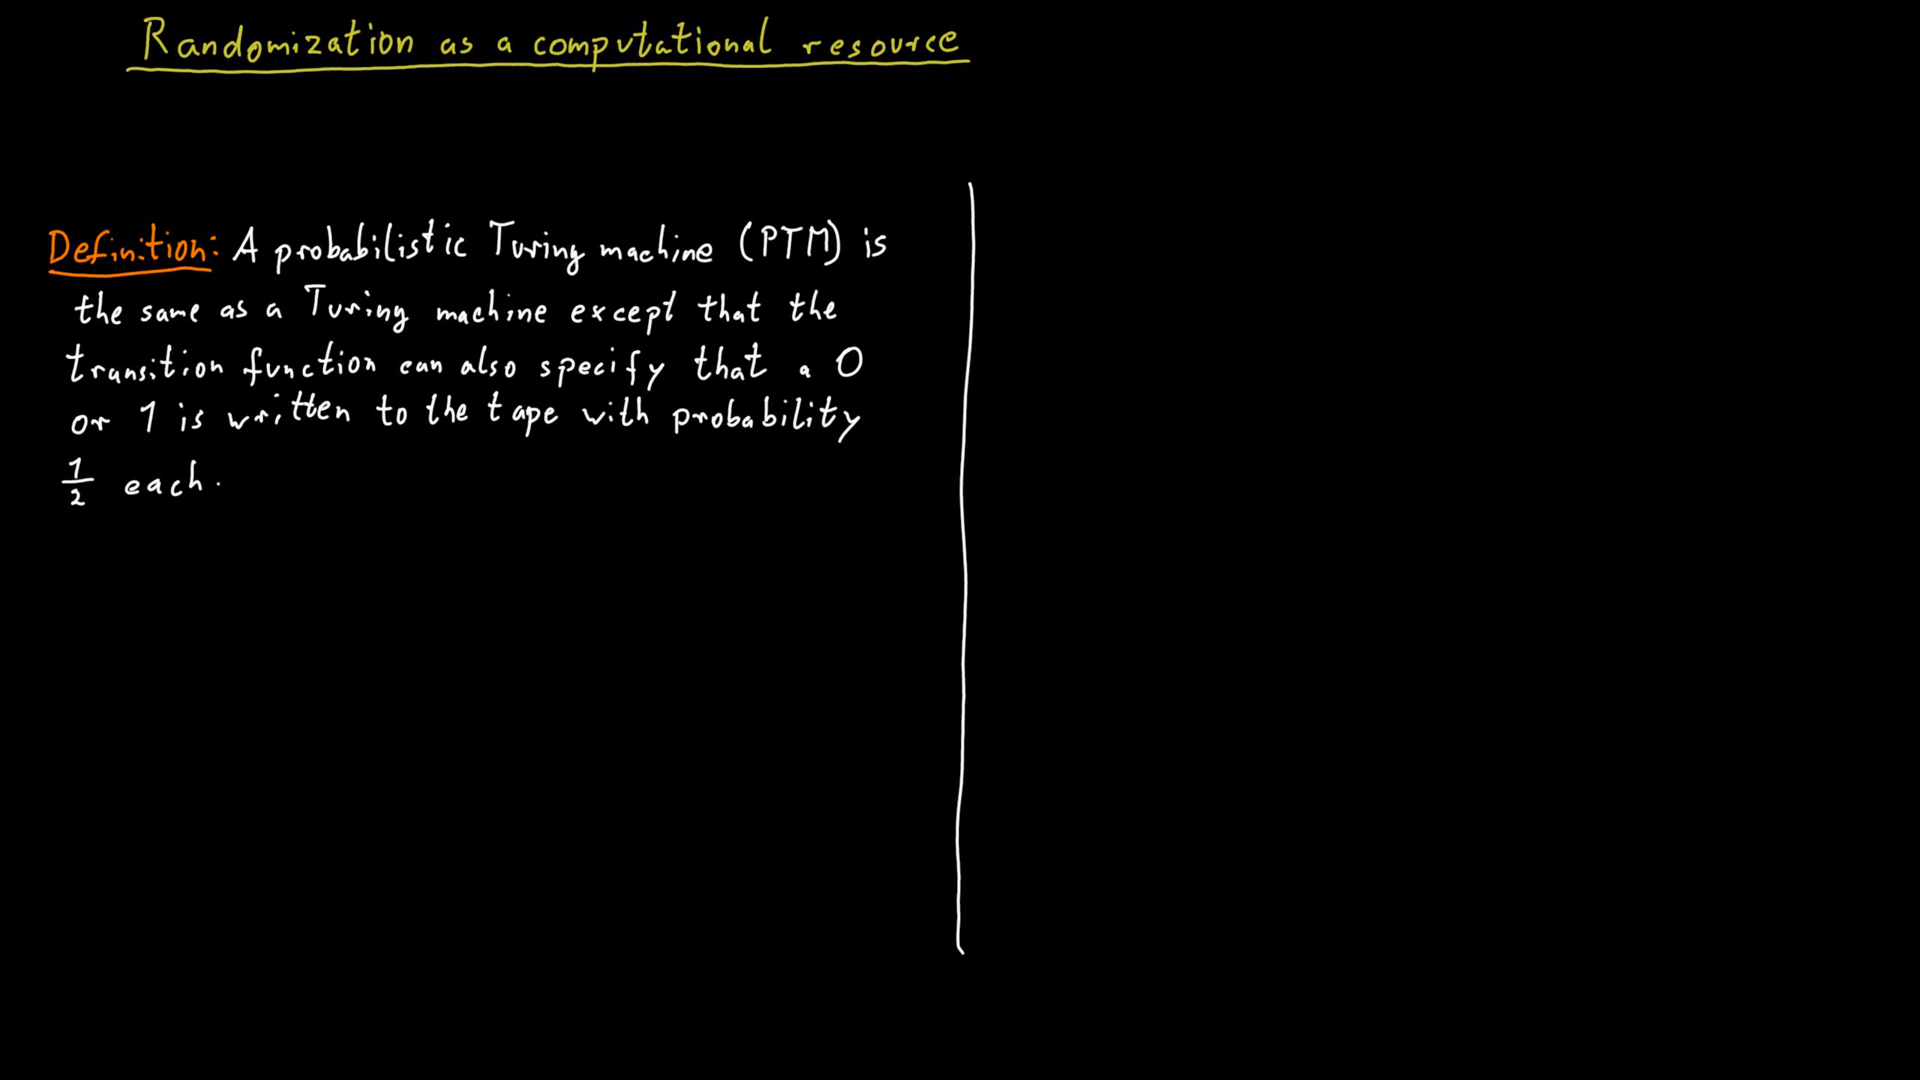 Randomization as a computational resource
Definition: A probabilistic Turing machine (PTM) is
the same as a Turing machine except that the
transition function can also specify that a 0
or 1 is written to the tape with probability
1/2 each.